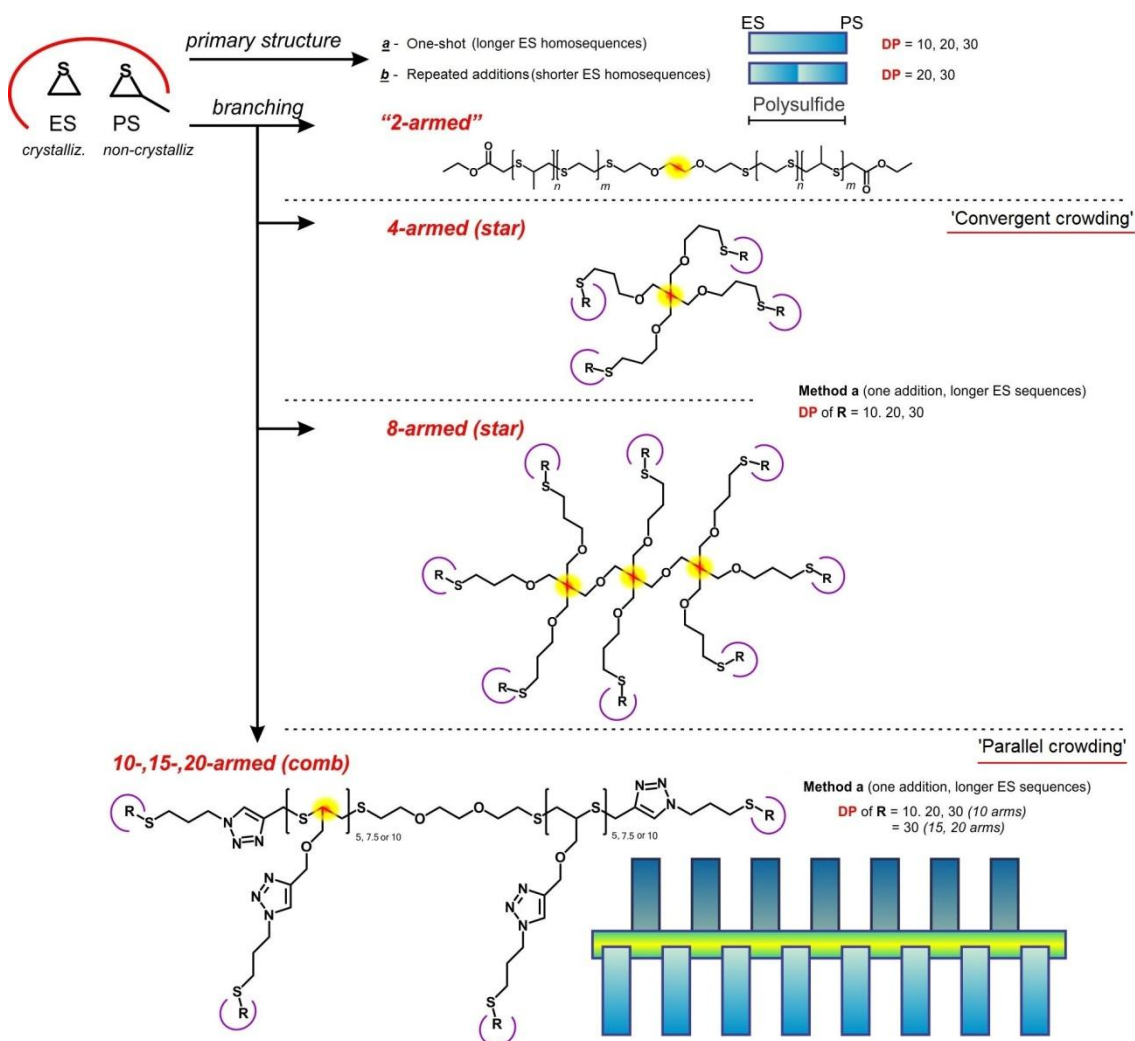 primary structure
a - One-shot (longer ES homosequences)
b - Repeated additions (shorter ES homosequences)
ES PS
DP = 10, 20, 30
DP = 20, 30
Polysulfide
S S
ES PS
crystalliz. non-crystalliz
branching
“2-armed”
O O S n S m S O O S S n S m O O
4-armed (star)
'Convergent crowding'
S R
O
S R O O S R
O
R S
Method a (one addition, longer ES sequences)
DP of R = 10. 20, 30
8-armed (star)
R S R S S R
O O O
R S O O O O S R
O O O
R S S R S R
'Parallel crowding'
10-,15-,20-armed (comb)
Method a (one addition, longer ES sequences)
DP of R = 10. 20, 30 (10 arms)
= 30 (15, 20 arms)
R S N N N S S O O S S N N N S R
5, 7.5 or 10 5, 7.5 or 10
O O
N N N N N N
S R S R